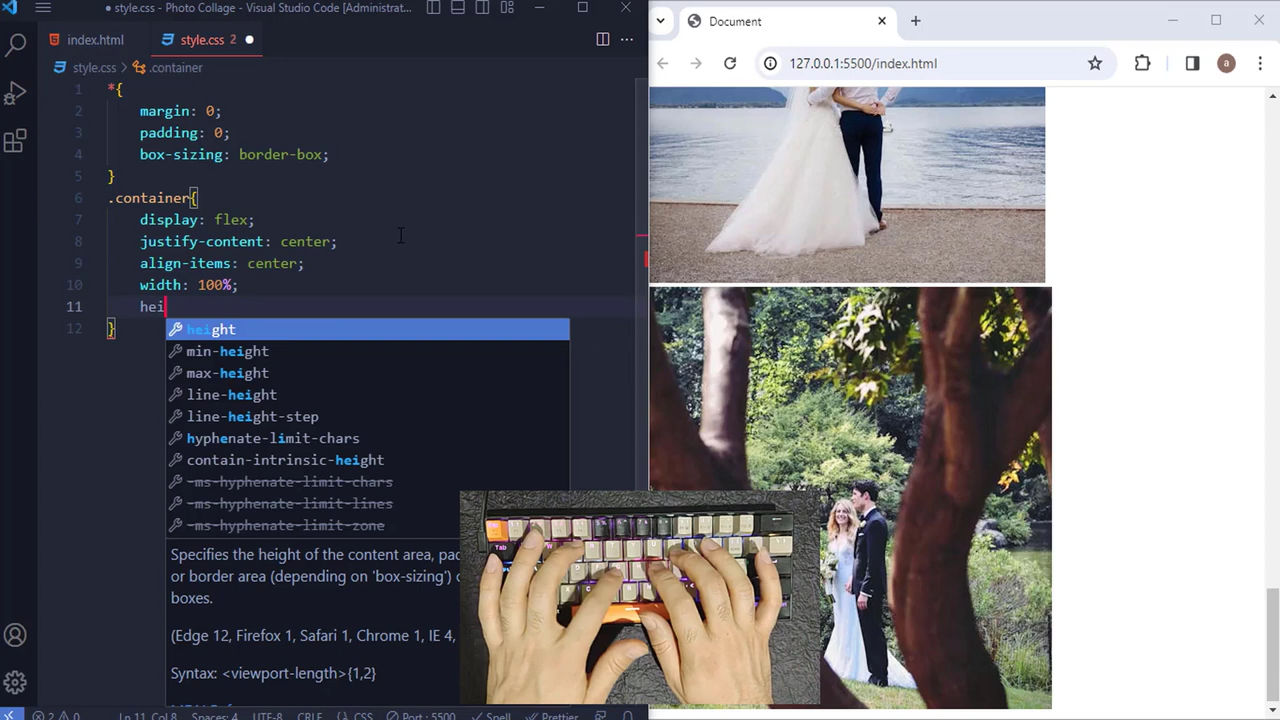 style.css - Photo Collage - Visual Studio Code [Administrat...
index.html
style.css 2
style.css > .container
1 *{
2 margin: 0;
3 padding: 0;
4 box-sizing: border-box;
5 }
6 .container{
7 display: flex;
8 justify-content: center;
9 align-items: center;
10 width: 100%;
11 hei
12 }
height
min-height
max-height
line-height
line-height-step
hyphenate-limit-chars
contain-intrinsic-height
-ms-hyphenate-limit-chars
-ms-hyphenate-limit-lines
-ms-hyphenate-limit-zone
Specifies the height of the content area, pad
or border area (depending on 'box-sizing') o
boxes.
(Edge 12, Firefox 1, Safari 1, Chrome 1, IE 4,
Syntax: <viewport-length>{1,2}
2 0 Ln 11, Col 8 Spaces: 4 UTF-8 CRLF {} CSS Port : 5500 Spell Prettier
Document
127.0.0.1:5500/index.html
a
Tab